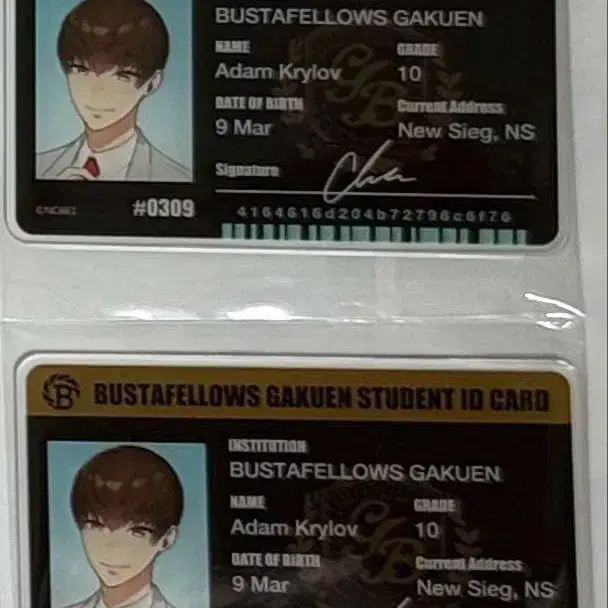 BUSTAFELLOWS GAKUEN
NAME GRADE
Adam Krylov 10
DATE OF BIRTH Current Address
9 Mar New Sieg, NS
Signature
#0309
4164616d204b72796c6f76
B BUSTAFELLOWS GAKUEN STUDENT ID CARD
INSTITUTION
BUSTAFELLOWS GAKUEN
NAME GRADE
Adam Krylov 10
DATE OF BIRTH Current Address
9 Mar New Sieg, NS